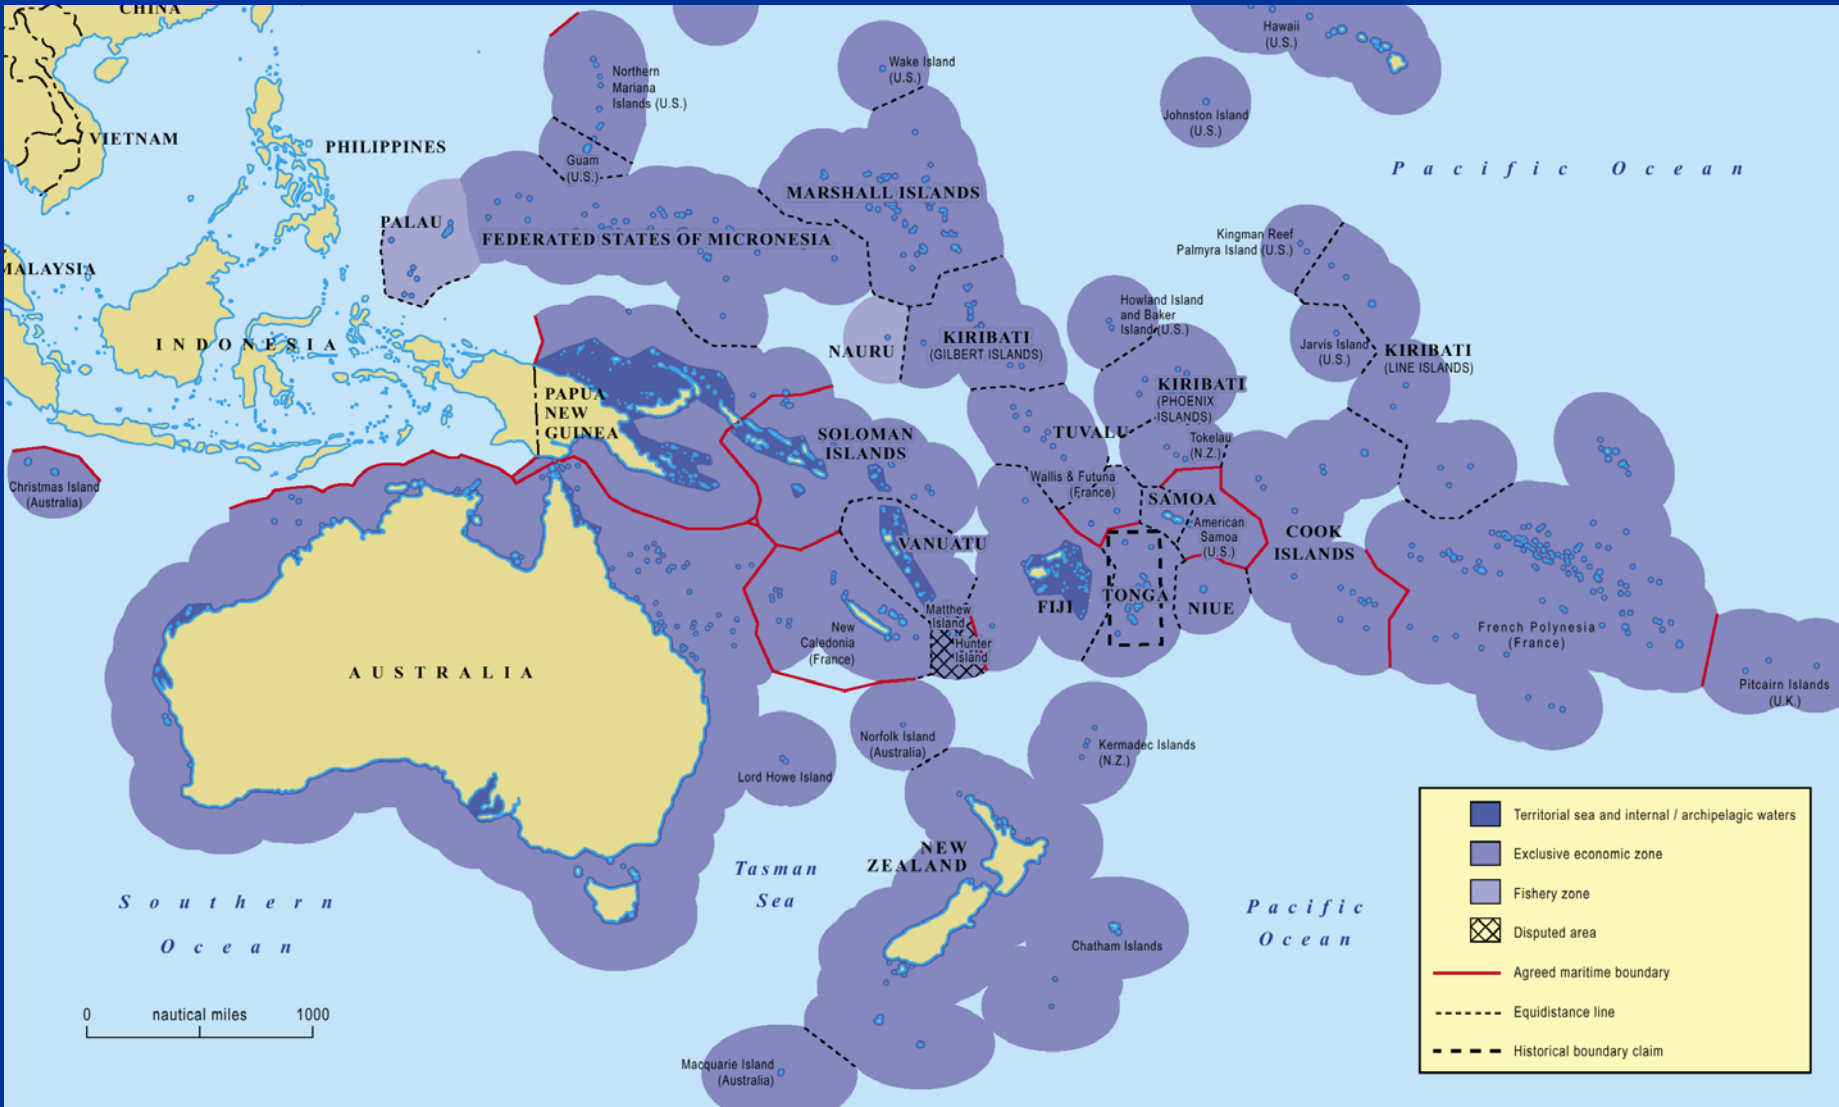 CHINA
Hawaii
(U.S.)
Wake Island
(U.S.)
Northern
Mariana
Islands (U.S.)
Johnston Island
(U.S.)
VIETNAM
PHILIPPINES
Guam
(U.S.)
Pacific Ocean
MARSHALL ISLANDS
PALAU
FEDERATED STATES OF MICRONESIA
Kingman Reef
Palmyra Island (U.S.)
MALAYSIA
Howland Island
and Baker
Island (U.S.)
INDONESIA
NAURU
KIRIBATI
(GILBERT ISLANDS)
Jarvis Island
(U.S.)
KIRIBATI
(LINE ISLANDS)
KIRIBATI
(PHOENIX
ISLANDS)
PAPUA
NEW
GUINEA
SOLOMAN
ISLANDS
TUVALU
Tokelau
(N.Z.)
Christmas Island
(Australia)
Wallis & Futuna
(France)
SAMOA
American
Samoa
(U.S.)
COOK
ISLANDS
VANUATU
FIJI
TONGA
NIUE
Matthew
Island
Hunter
Island
New
Caledonia
(France)
French Polynesia
(France)
AUSTRALIA
Pitcairn Islands
(U.K.)
Norfolk Island
(Australia)
Kermadec Islands
(N.Z.)
Lord Howe Island
NEW
ZEALAND
Tasman
Sea
Southern
Ocean
Pacific
Ocean
Chatham Islands
Macquarie Island
(Australia)
0 nautical miles 1000
Territorial sea and internal / archipelagic waters
Exclusive economic zone
Fishery zone
Disputed area
Agreed maritime boundary
Equidistance line
Historical boundary claim